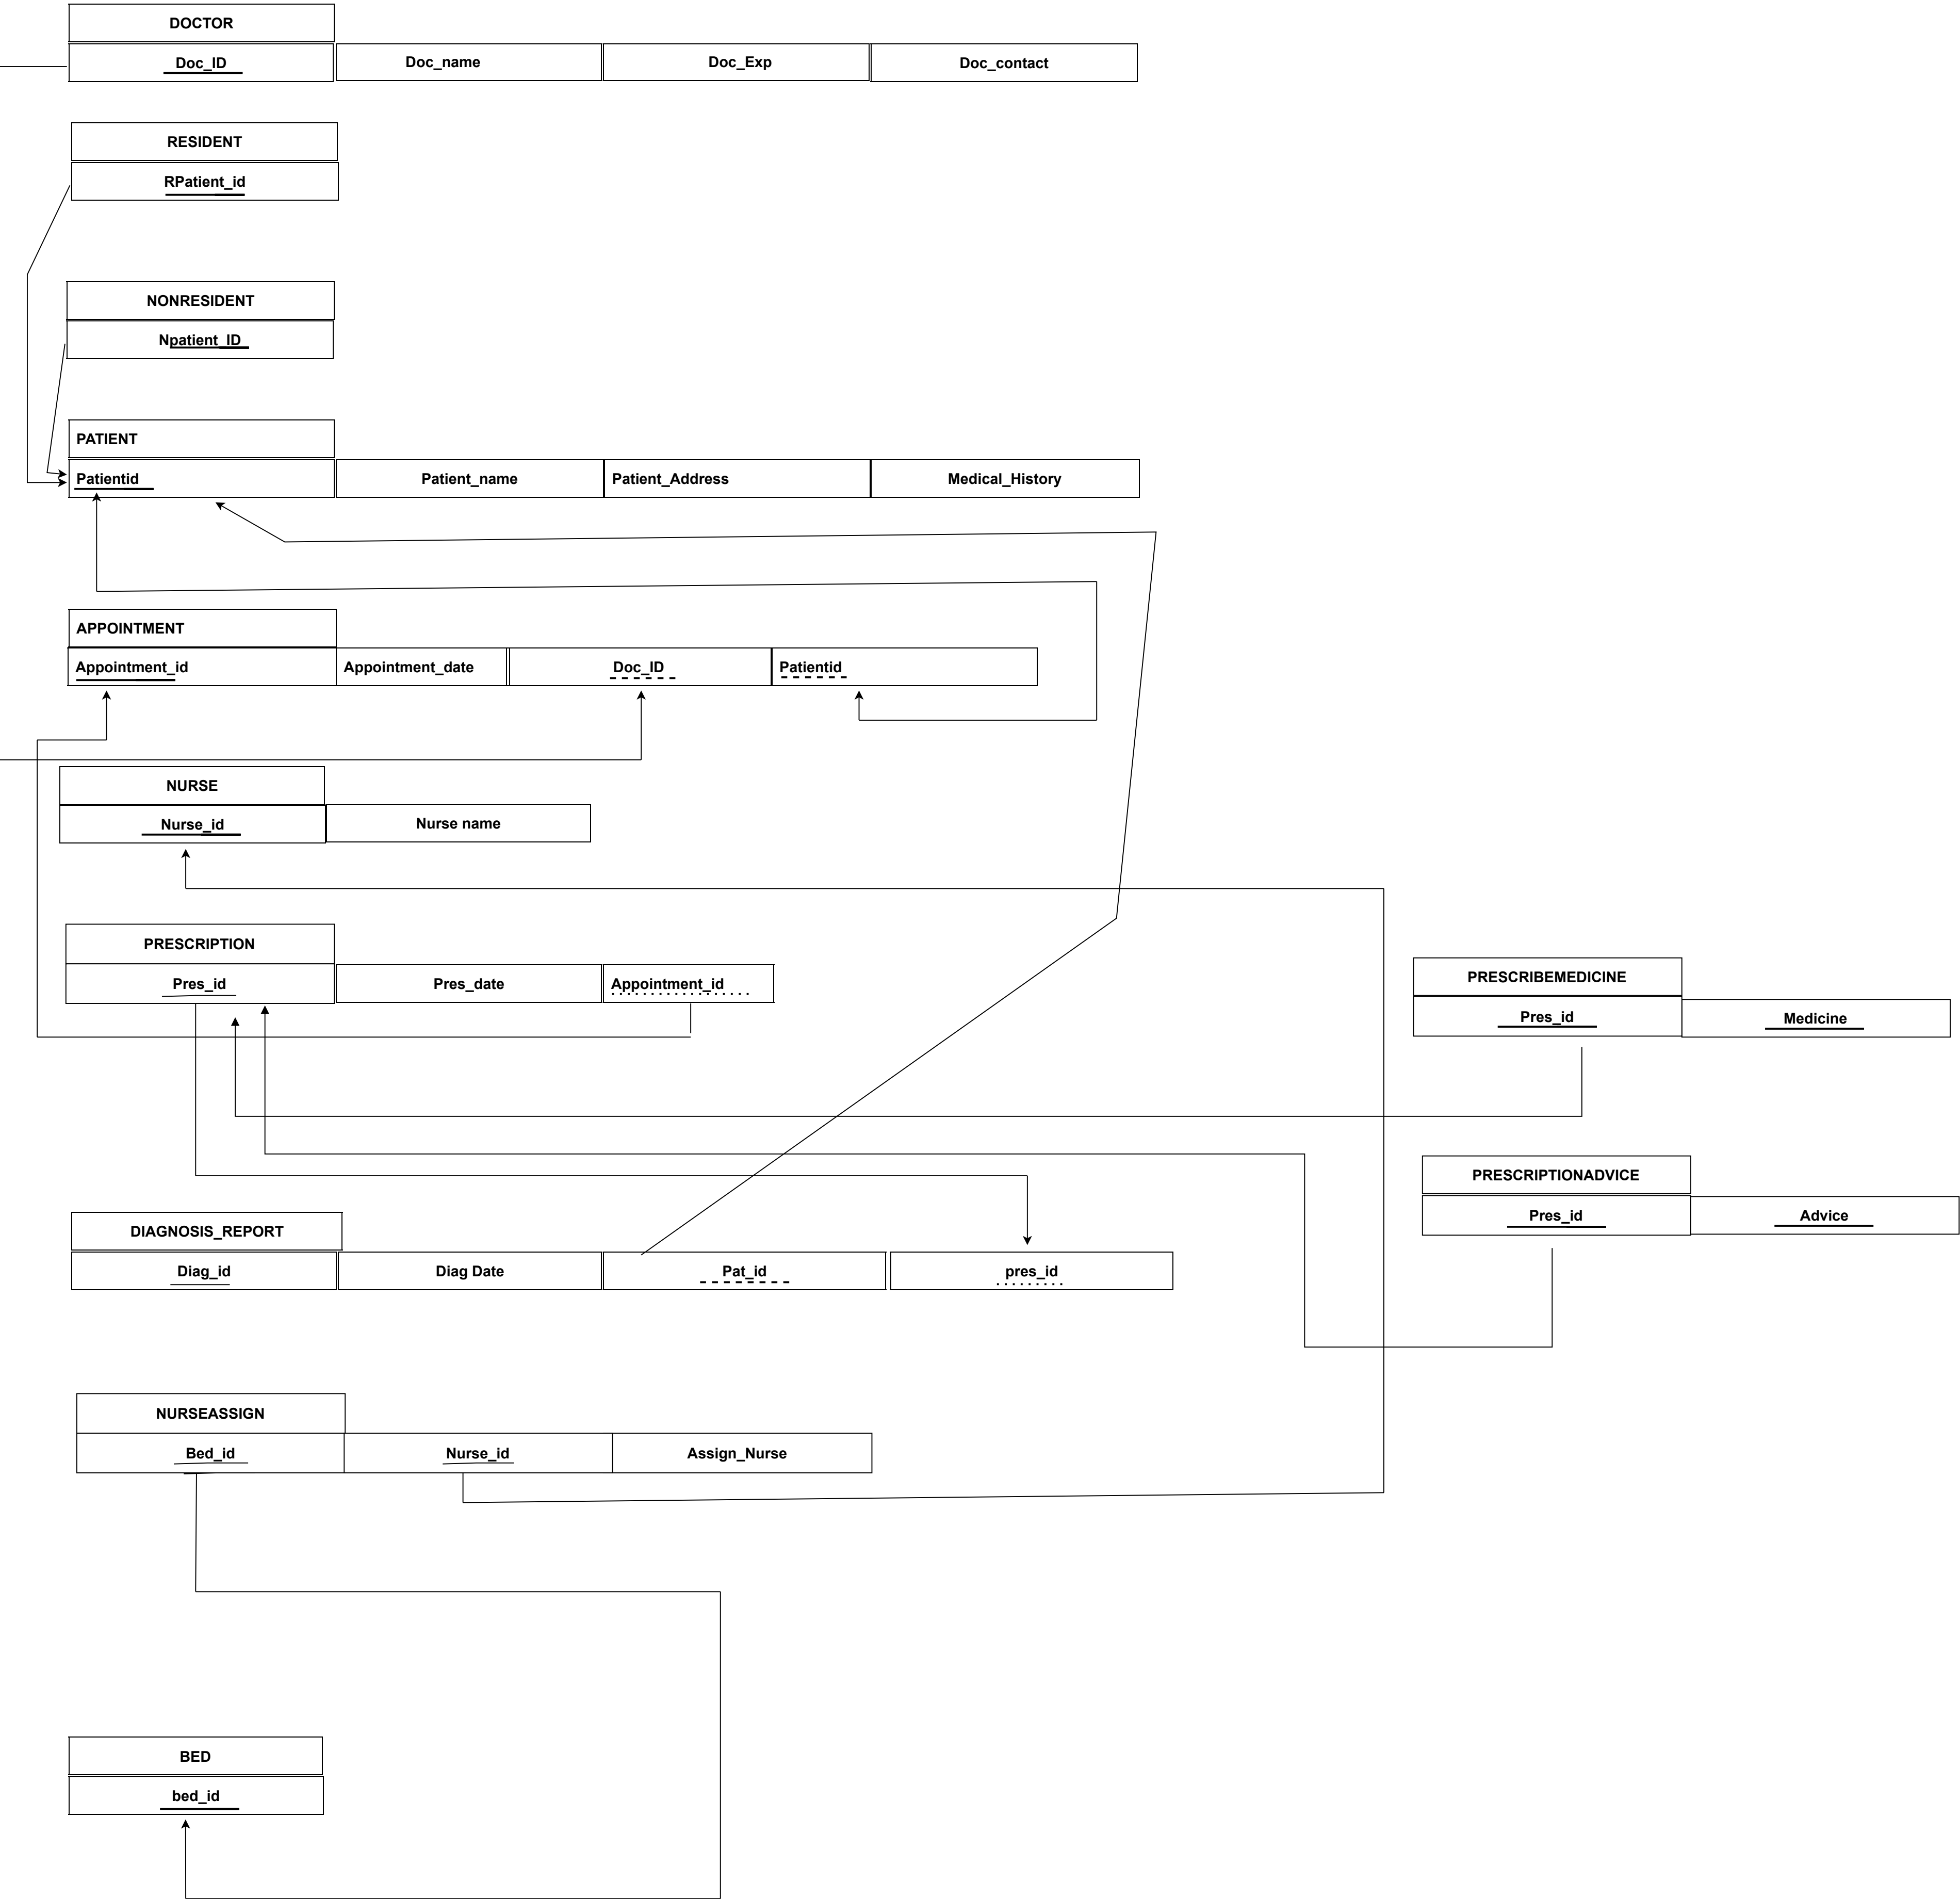 DOCTOR
Doc_ID Doc_name Doc_Exp Doc_contact
RESIDENT
RPatient_id
NONRESIDENT
Npatient_ID
PATIENT
Patientid Patient_name Patient_Address Medical_History
APPOINTMENT
Appointment_id Appointment_date Doc_ID Patientid
NURSE
Nurse_id Nurse name
PRESCRIPTION
Pres_id Pres_date Appointment_id
PRESCRIBEMEDICINE
Pres_id Medicine
PRESCRIPTIONADVICE
Pres_id Advice
DIAGNOSIS_REPORT
Diag_id Diag Date Pat_id pres_id
NURSEASSIGN
Bed_id Nurse_id Assign_Nurse
BED
bed_id